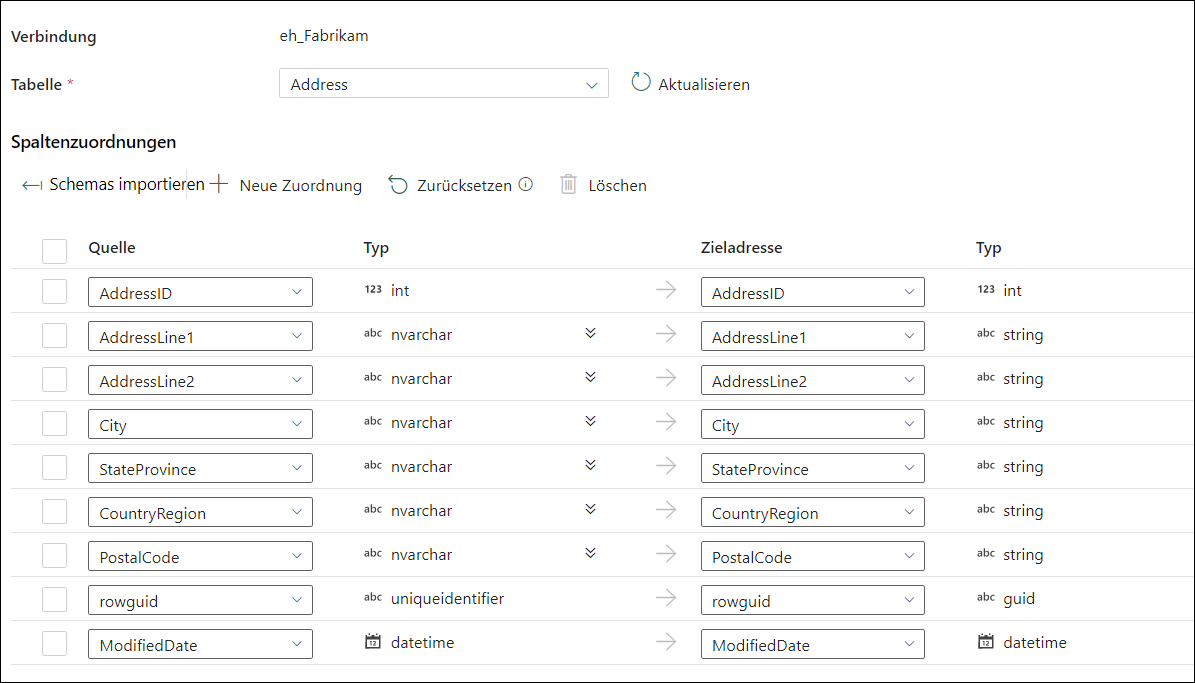 Verbindung eh_Fabrikam
Tabelle * Address Aktualisieren
Spaltenzuordnungen
Schemas importieren Neue Zuordnung Zurücksetzen Löschen
Quelle Typ Zieladresse Typ
AddressID 123 int AddressID 123 int
AddressLine1 abc nvarchar AddressLine1 abc string
AddressLine2 abc nvarchar AddressLine2 abc string
City abc nvarchar City abc string
StateProvince abc nvarchar StateProvince abc string
CountryRegion abc nvarchar CountryRegion abc string
PostalCode abc nvarchar PostalCode abc string
rowguid abc uniqueidentifier rowguid abc guid
ModifiedDate 12 datetime ModifiedDate 12 datetime